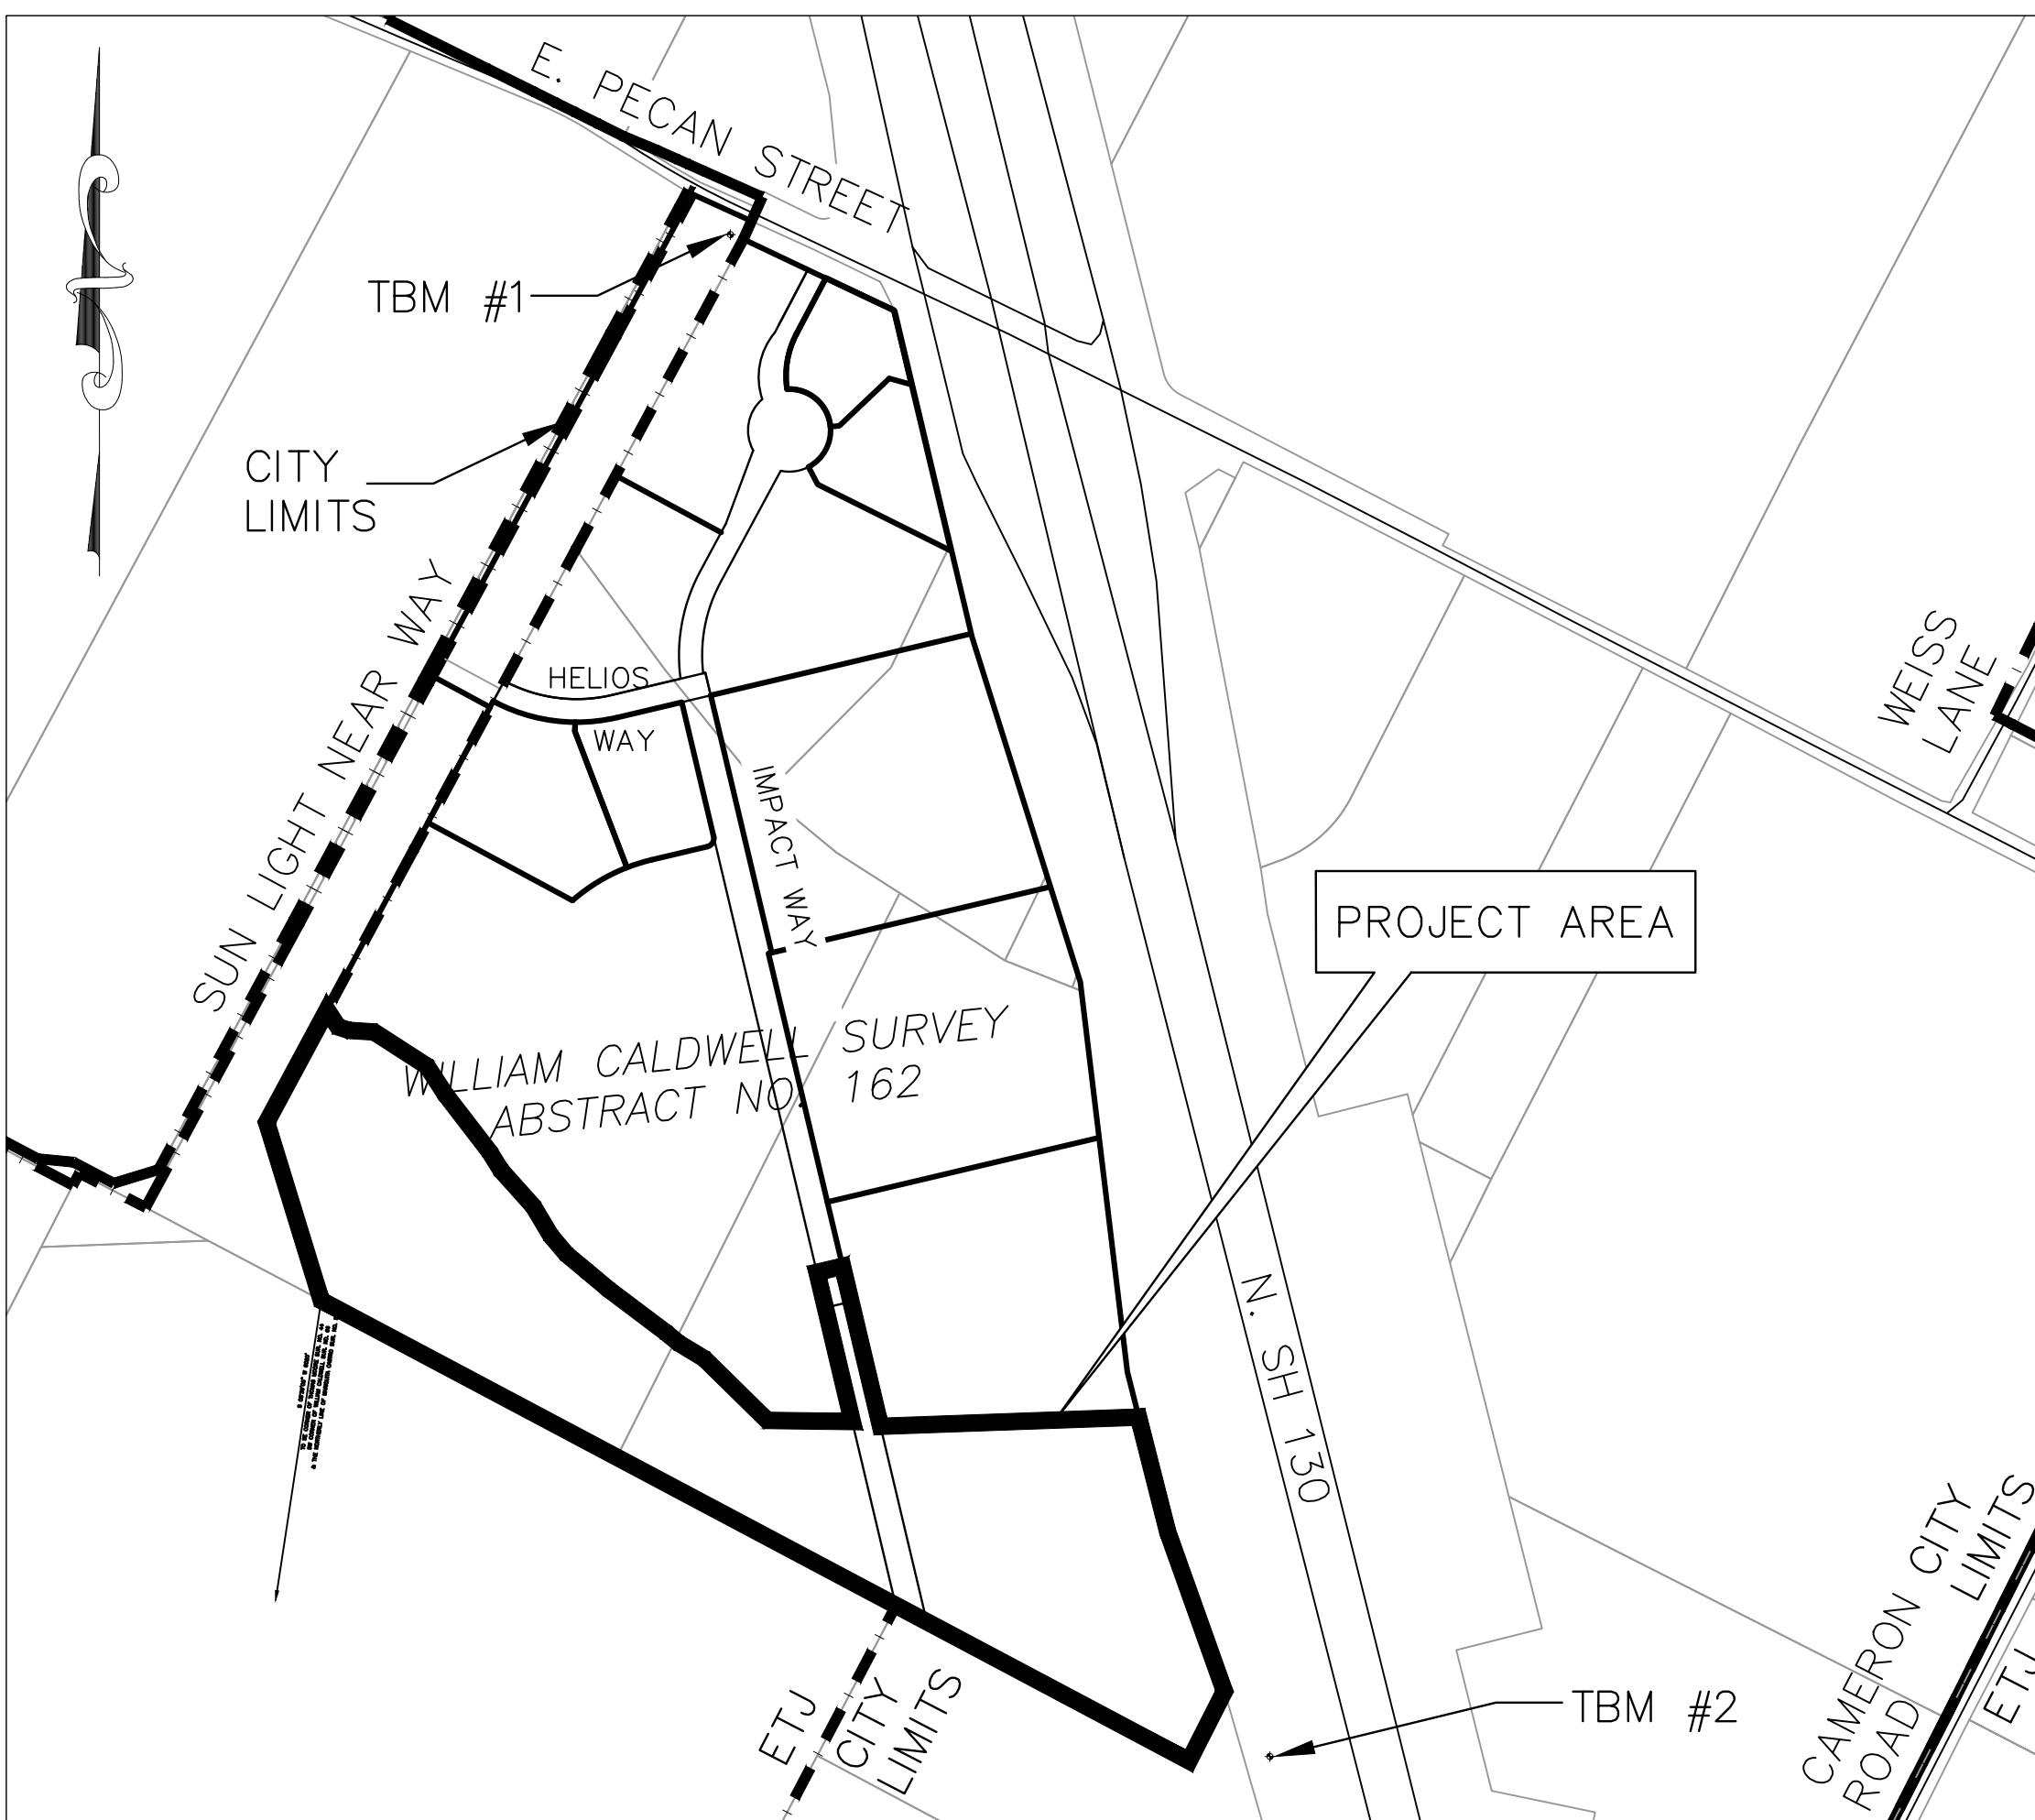 E. PECAN STREET
TBM #1
CITY
LIMITS
SUN LIGHT NEAR WAY
HELIOS
WAY
IMPACT WAY
WEISS
LANE
PROJECT AREA
WILLIAM CALDWELL SURVEY
ABSTRACT NO. 162
N. SH 130
ETJ
CITY
LIMITS
TBM #2
CAMERON CITY
ROAD LIMITS
ETJ